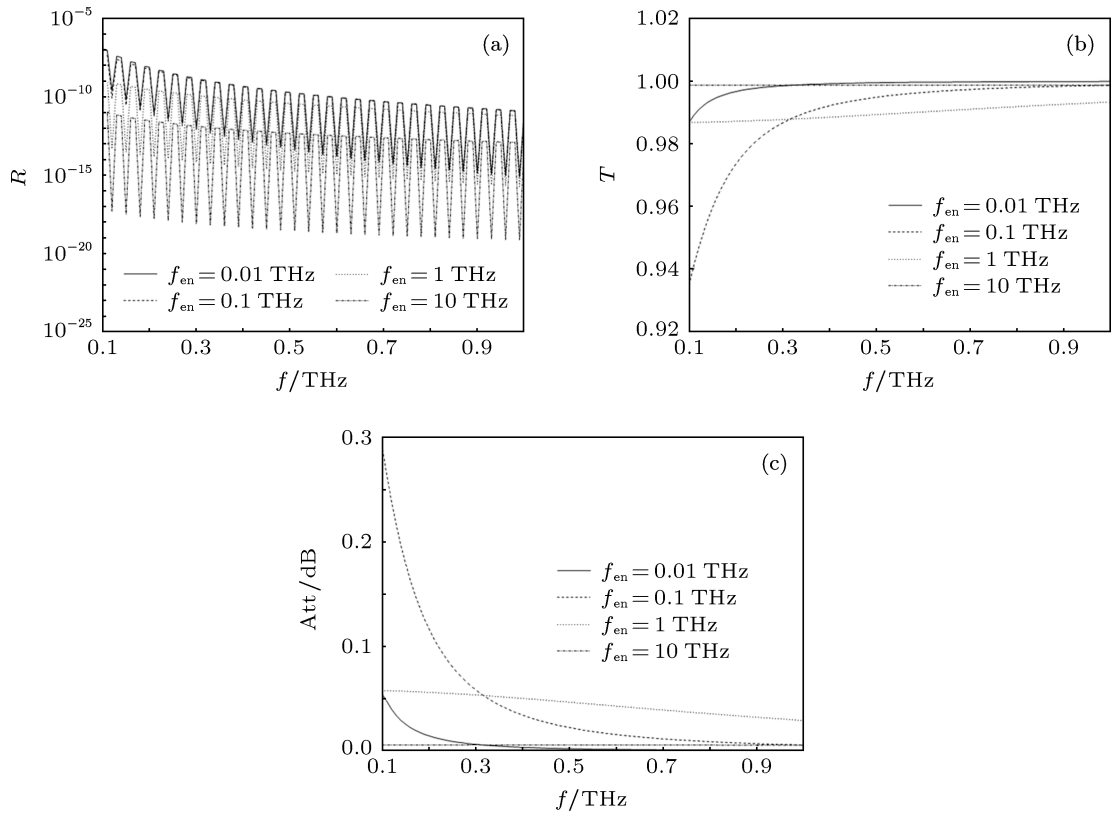 (a)
10⁻⁵
10⁻¹⁰
10⁻¹⁵
10⁻²⁰
10⁻²⁵
R
f_en = 0.01 THz
f_en = 1 THz
f_en = 0.1 THz
f_en = 10 THz
0.1 0.3 0.5 0.7 0.9
f/THz
(b)
1.02
1.00
0.98
0.96
0.94
0.92
T
f_en = 0.01 THz
f_en = 0.1 THz
f_en = 1 THz
f_en = 10 THz
0.1 0.3 0.5 0.7 0.9
f/THz
(c)
0.3
0.2
0.1
0.0
Att/dB
f_en = 0.01 THz
f_en = 0.1 THz
f_en = 1 THz
f_en = 10 THz
0.1 0.3 0.5 0.7 0.9
f/THz